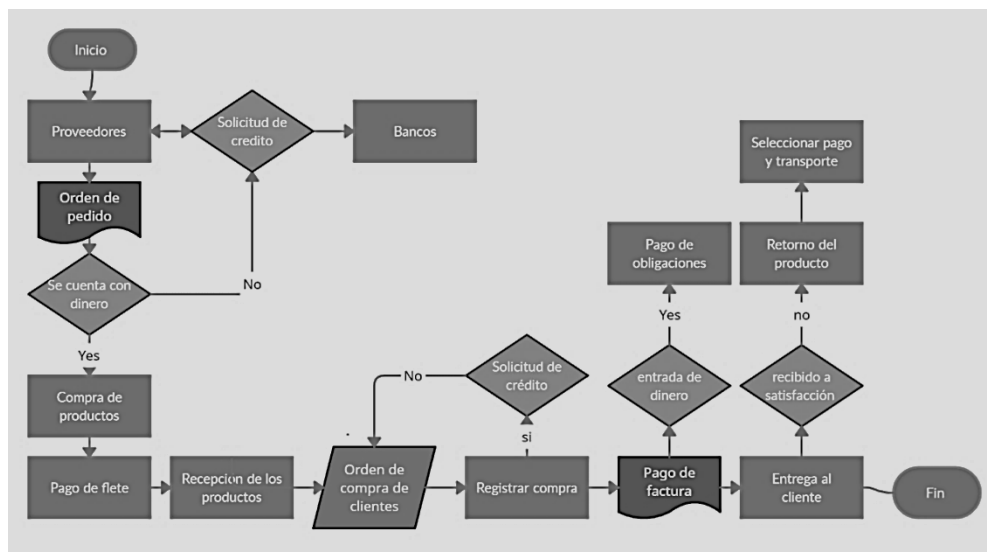 Inicio
Proveedores
Solicitud de
credito
Bancos
Orden de
pedido
Se cuenta con
dinero
No
Yes
Compra de
productos
Pago de flete
Recepcion de los
productos
Orden de
compra de
clientes
No
Solicitud de
crédito
si
Registrar compra
Pago de
factura
Yes
entrada de
dinero
Pago de
obligaciones
Seleccionar pago
y transporte
Retorno del
producto
no
recibido a
satisfacción
Entrega al
cliente
Fin